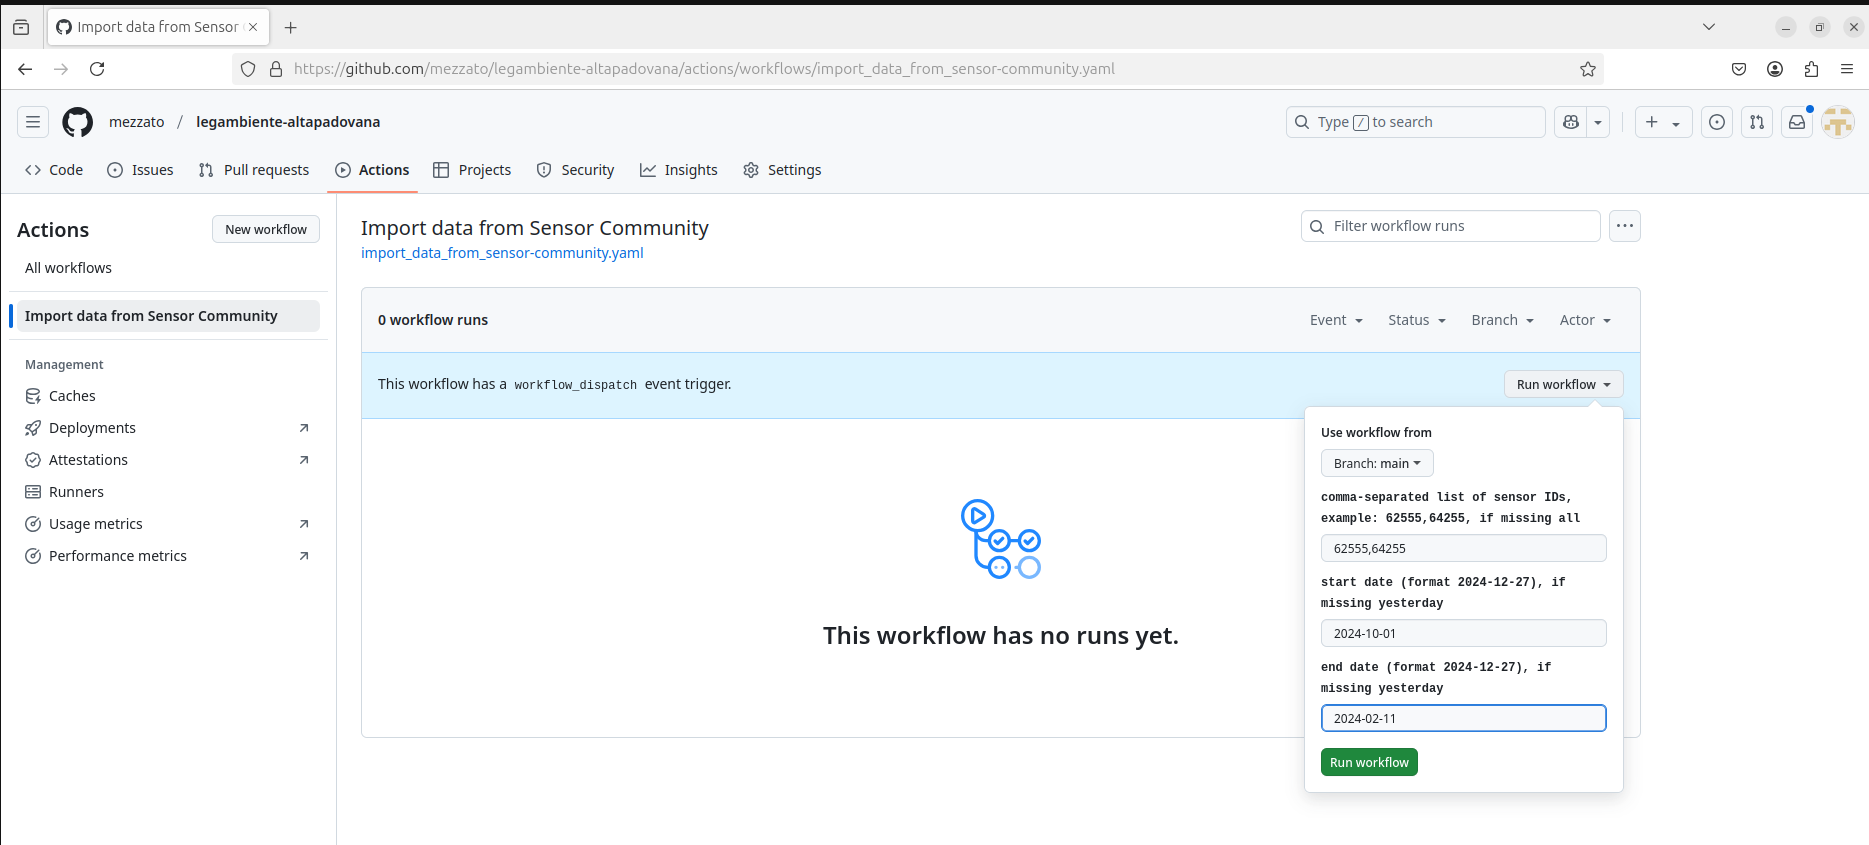 Import data from Sensor
https://github.com/mezzato/legambiente-altapadovana/actions/workflows/import_data_from_sensor-community.yaml
mezzato / legambiente-altapadovana
Type / to search
Code
Issues
Pull requests
Actions
Projects
Security
Insights
Settings
Actions
New workflow
All workflows
Import data from Sensor Community
Management
Caches
Deployments
Attestations
Runners
Usage metrics
Performance metrics
Import data from Sensor Community
import_data_from_sensor-community.yaml
Filter workflow runs
0 workflow runs
Event
Status
Branch
Actor
This workflow has a workflow_dispatch event trigger.
Run workflow
This workflow has no runs yet.
Use workflow from
Branch: main
comma-separated list of sensor IDs,
example: 62555,64255, if missing all
62555,64255
start date (format 2024-12-27), if
missing yesterday
2024-10-01
end date (format 2024-12-27), if
missing yesterday
2024-02-11
Run workflow